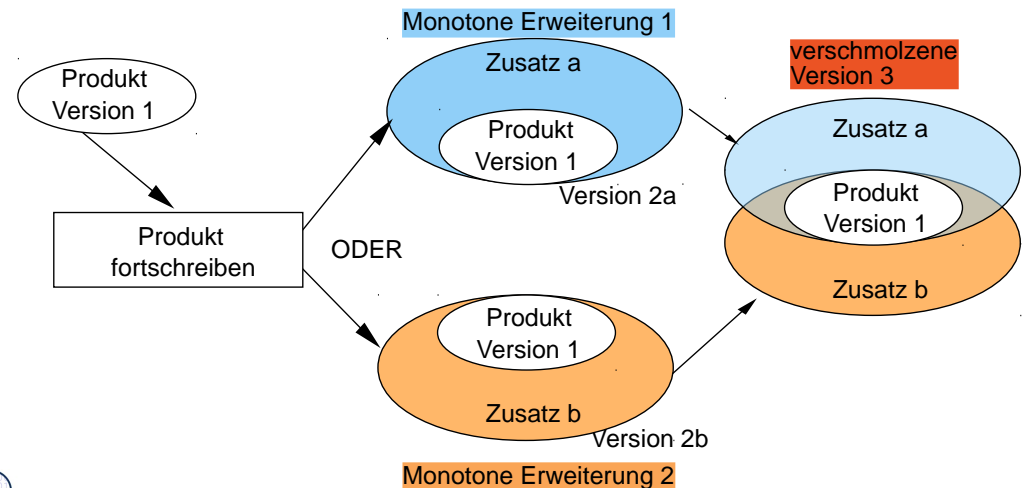 Monotone Erweiterung 1
Produkt
Version 1
Zusatz a
Produkt
Version 1
Version 2a
verschmolzene
Version 3
Zusatz a
Produkt
Version 1
Zusatz b
Produkt
fortschreiben
ODER
Produkt
Version 1
Zusatz b
Version 2b
Monotone Erweiterung 2